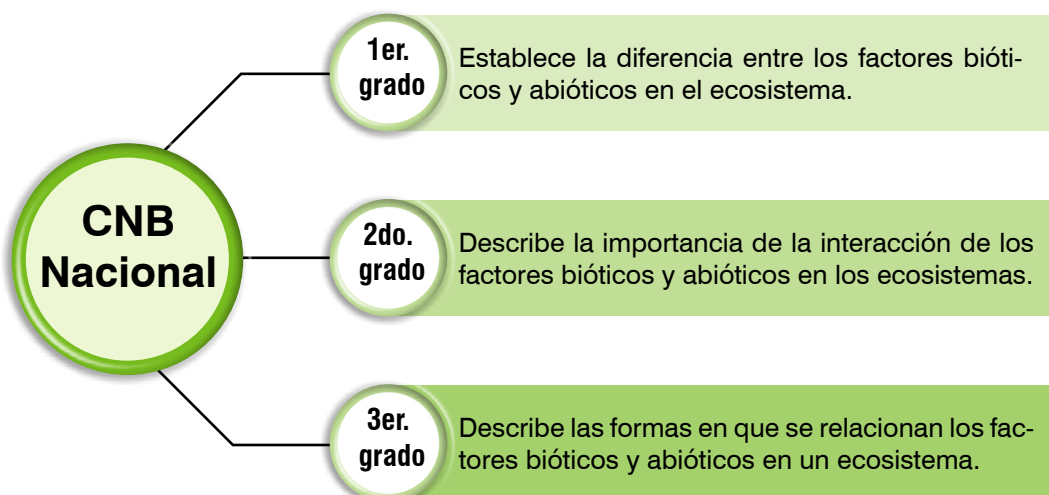 CNB
Nacional
1er.
grado
Establece la diferencia entre los factores bióti-
cos y abióticos en el ecosistema.
2do.
grado
Describe la importancia de la interacción de los
factores bióticos y abióticos en los ecosistemas.
3er.
grado
Describe las formas en que se relacionan los fac-
tores bióticos y abióticos en un ecosistema.